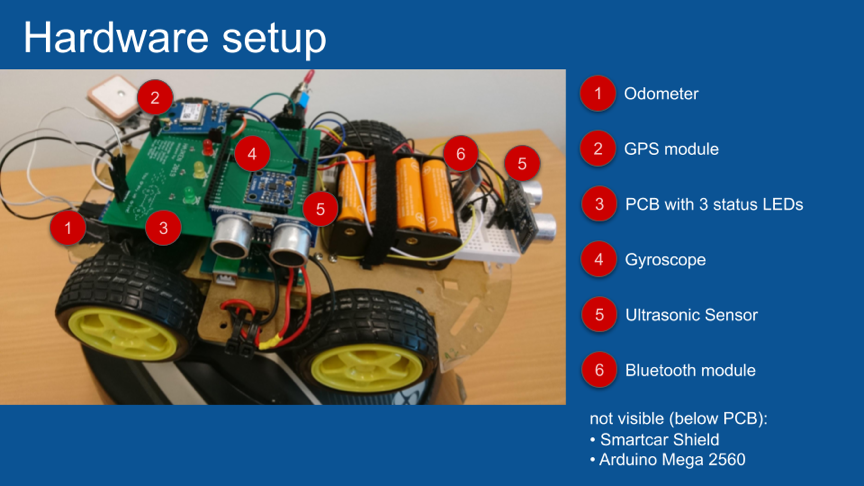 Hardware setup
2
4
6
5
5
1
3
1 Odometer
2 GPS module
3 PCB with 3 status LEDs
4 Gyroscope
5 Ultrasonic Sensor
6 Bluetooth module
not visible (below PCB):
• Smartcar Shield
• Arduino Mega 2560